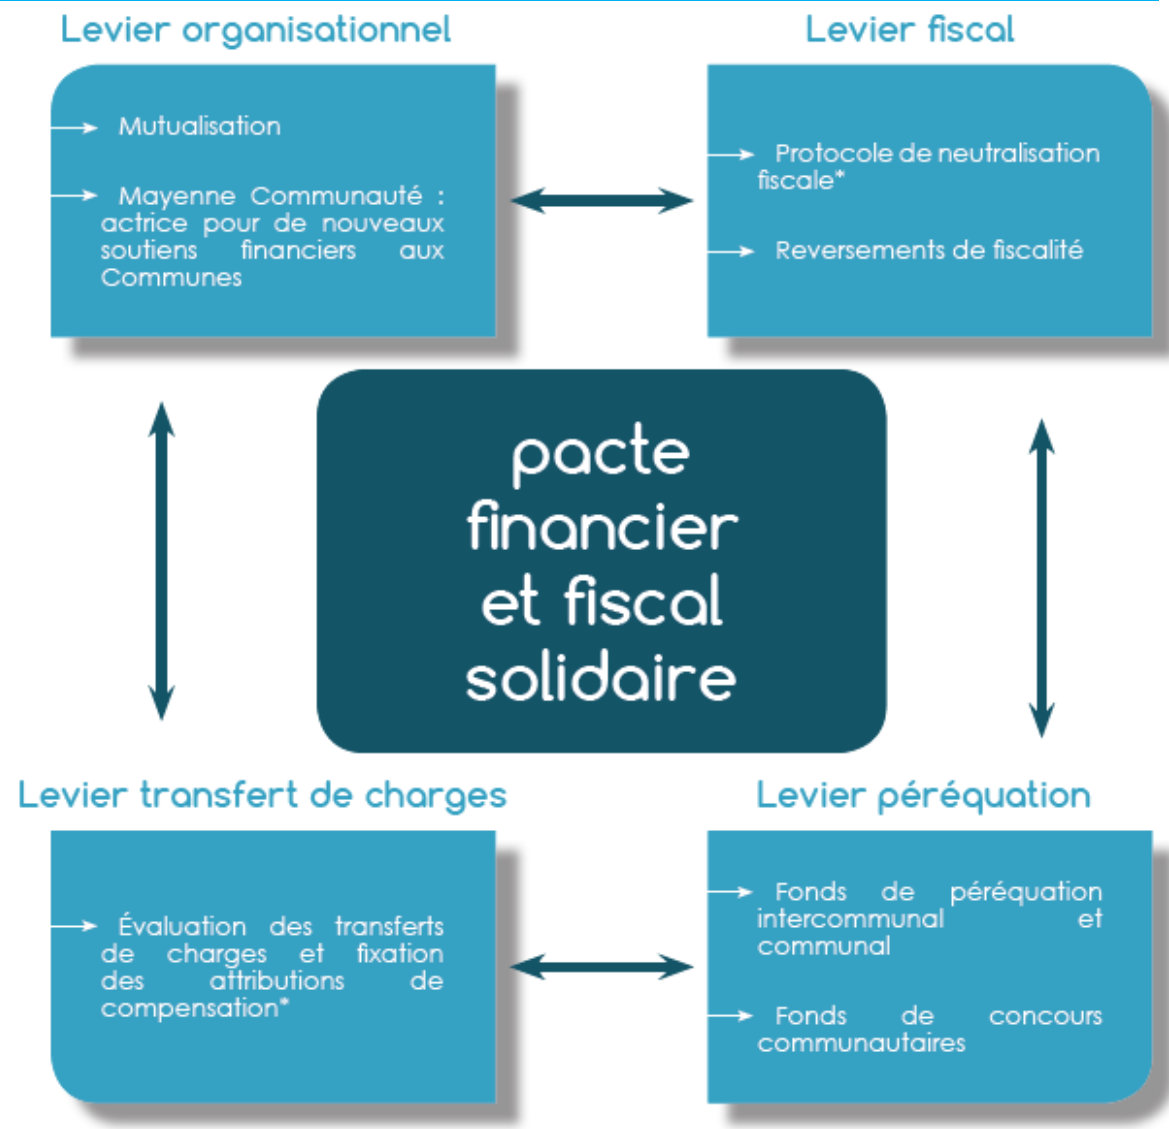 Levier organisationnel
Mutualisation
Mayenne Communauté :
actrice pour de nouveaux
soutiens financiers aux
Communes
Levier fiscal
Protocole de neutralisation
fiscale*
Reversements de fiscalité
pacte
financier
et fiscal
solidaire
Levier transfert de charges
Évaluation des transferts
de charges et fixation
des attributions de
compensation*
Levier péréquation
Fonds de péréquation
intercommunal et
communal
Fonds de concours
communautaires